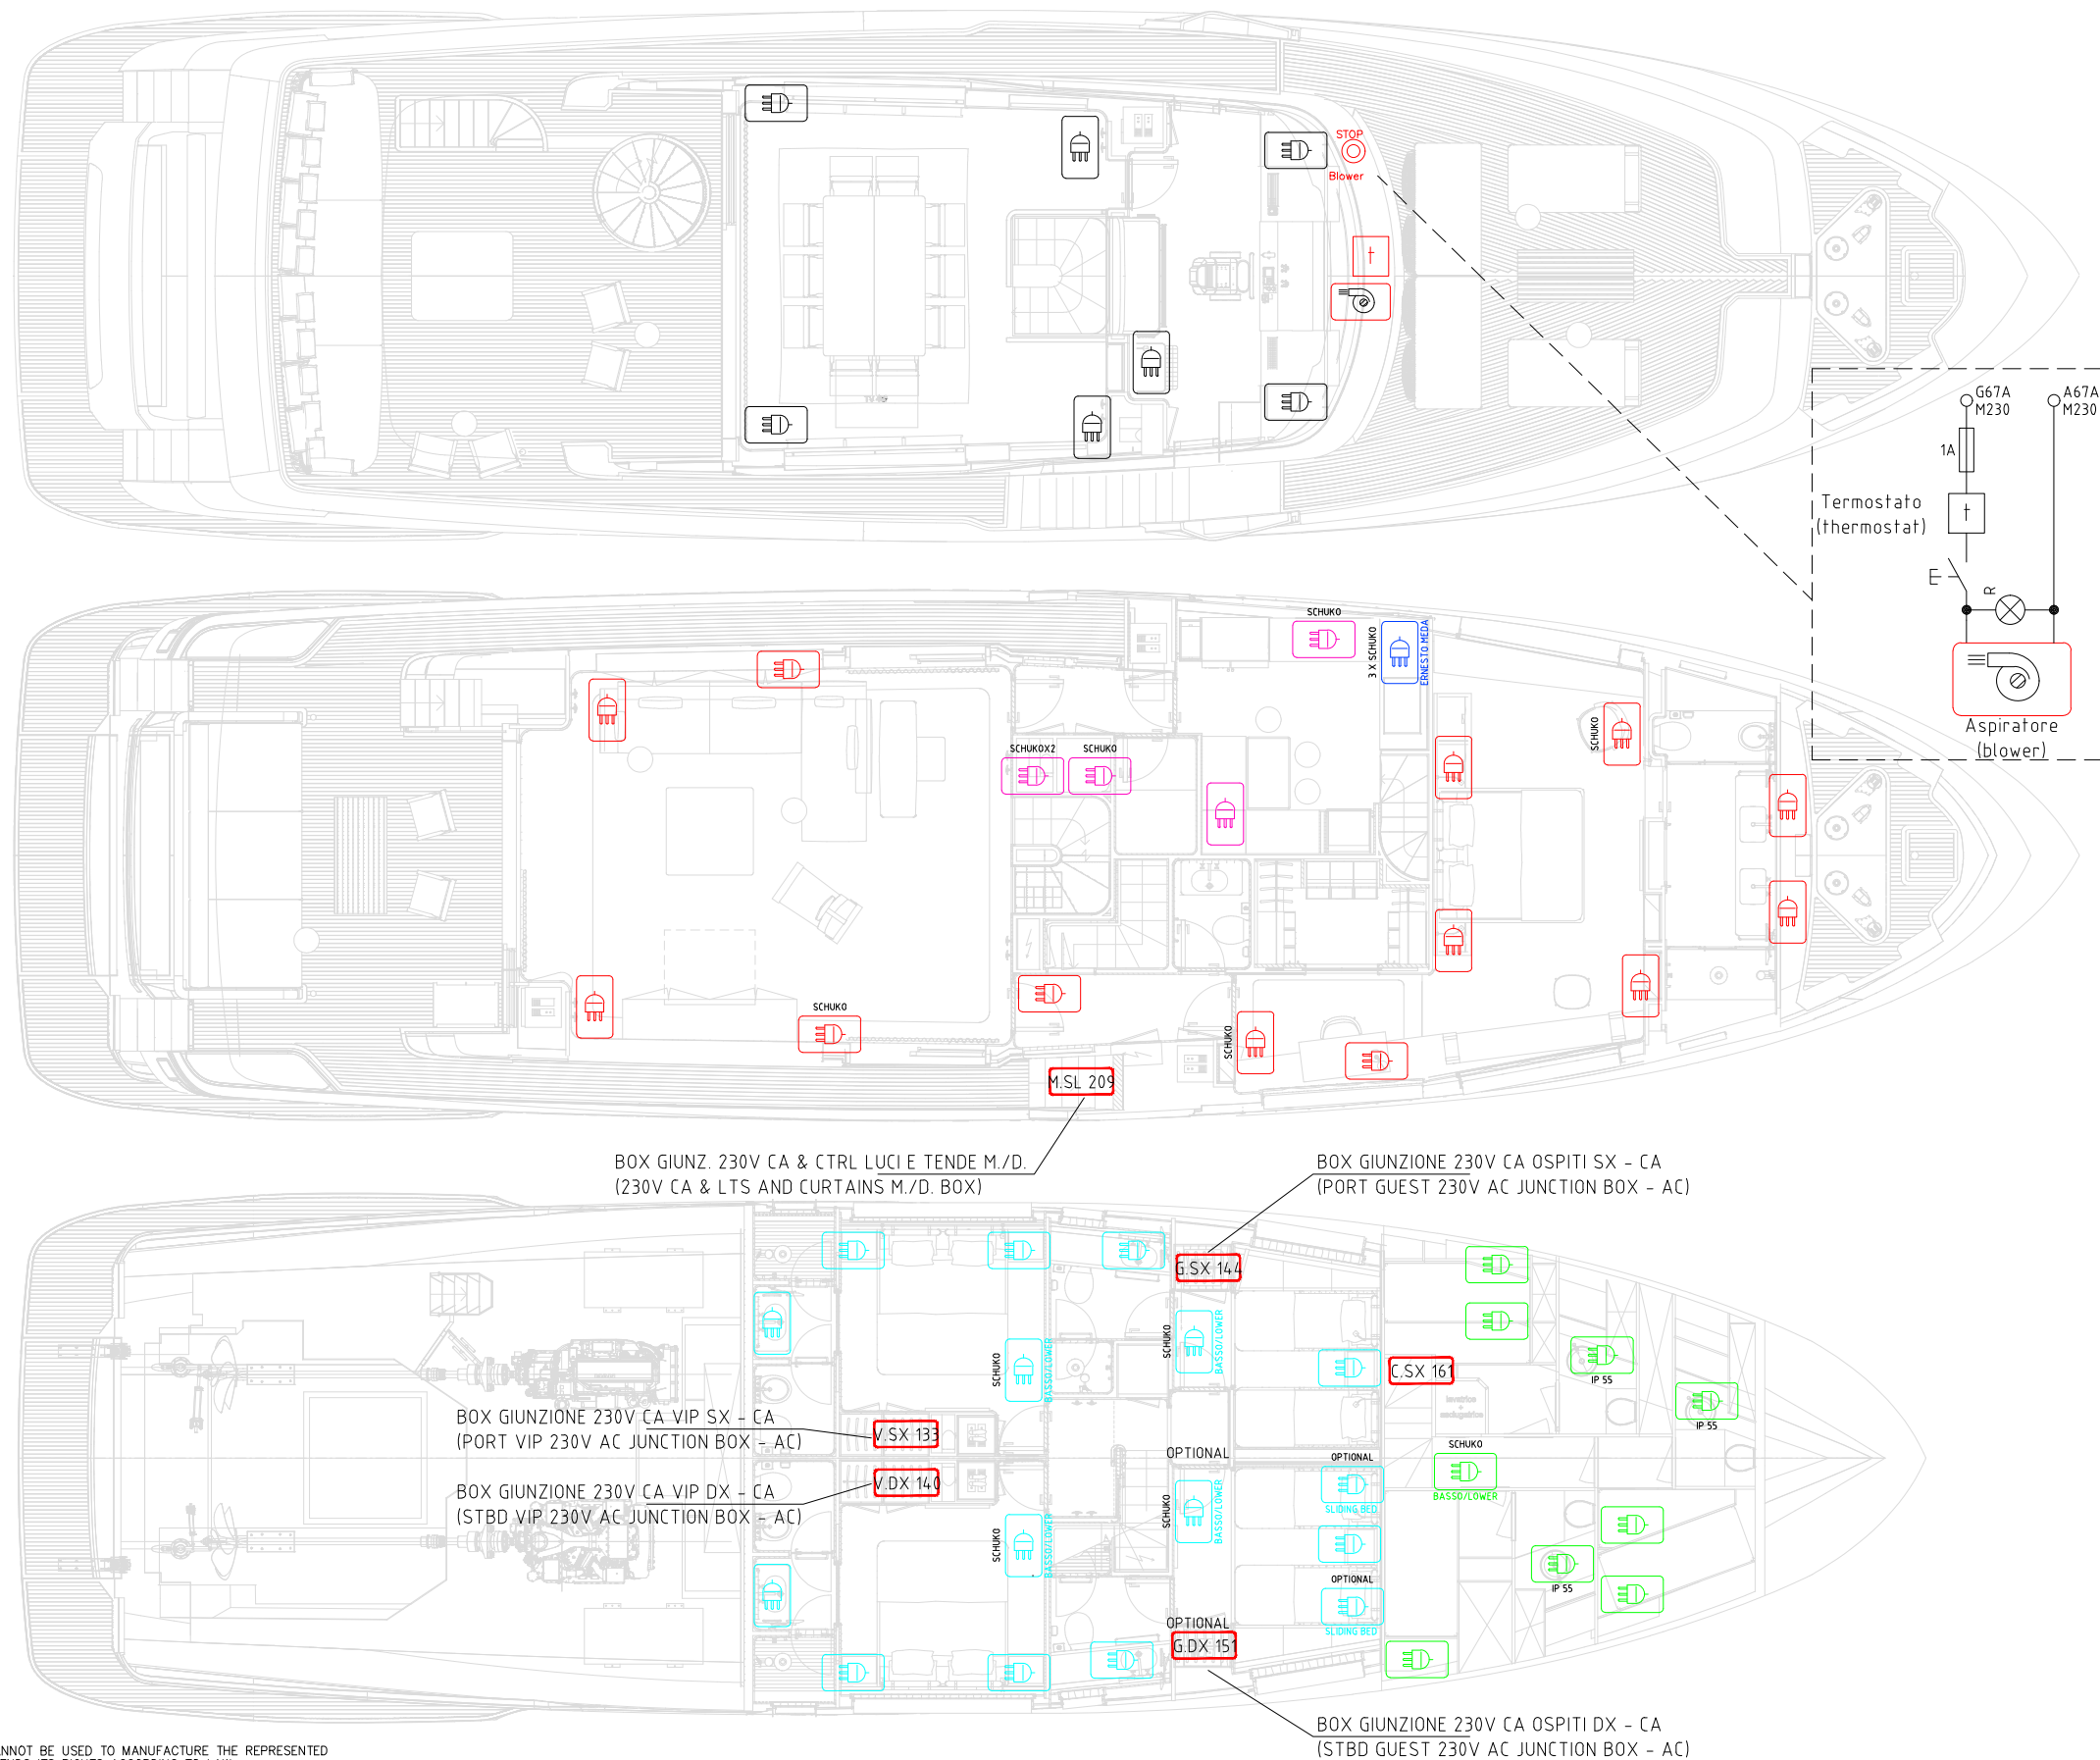 STOP
Blower
†
G67A
M230
A67A
M230
1A
Termostato
(thermostat)
†
E
R
Aspiratore
(blower)
SCHUKO
3 X SCHUKO
ERNESTO.MEDA
SCHUKO
SCHUKOX2
SCHUKO
SCHUKO
SCHUKO
M.SL 209
BOX GIUNZ. 230V CA & CTRL LUCI E TENDE M./D.
(230V CA & LTS AND CURTAINS M./D. BOX)
BOX GIUNZIONE 230V CA OSPITI SX - CA
(PORT GUEST 230V AC JUNCTION BOX - AC)
G.SX 144
SCHUKO
BASSO/LOWER
SCHUKO
BASSO/LOWER
C.SX 161
IP 55
lavatrice
+
asciugatrice
IP 55
BOX GIUNZIONE 230V CA VIP SX - CA
(PORT VIP 230V AC JUNCTION BOX - AC)
V.SX 133
OPTIONAL
OPTIONAL
SCHUKO
BASSO/LOWER
V.DX 140
BOX GIUNZIONE 230V CA VIP DX - CA
(STBD VIP 230V AC JUNCTION BOX - AC)
SLIDING BED
SCHUKO
BASSO/LOWER
SCHUKO
BASSO/LOWER
OPTIONAL
SLIDING BED
IP 55
OPTIONAL
G.DX 151
BOX GIUNZIONE 230V CA OSPITI DX - CA
(STBD GUEST 230V AC JUNCTION BOX - AC)
ANNOT BE USED TO MANUFACTURE THE REPRESENTED